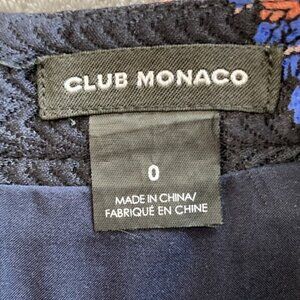 CLUB MONACO
0
MADE IN CHINA/
FABRIQUÉ EN CHINE